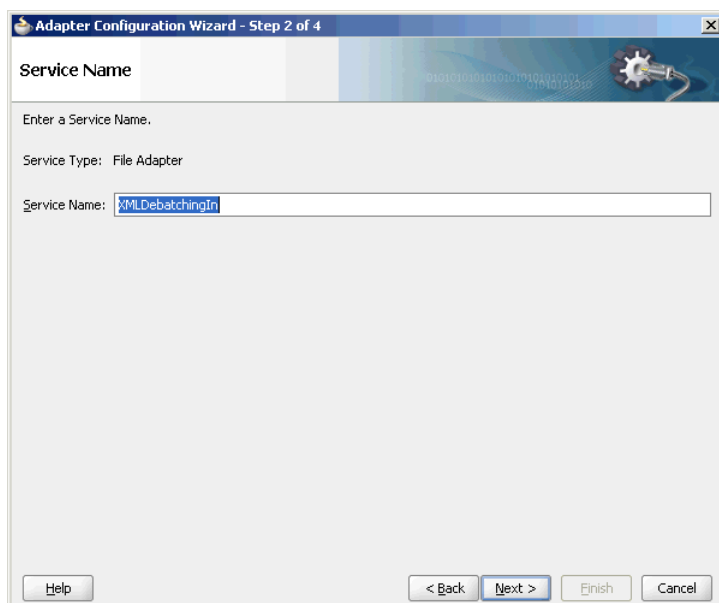 Adapter Configuration Wizard - Step 2 of 4
Service Name
Enter a Service Name.
Service Type: File Adapter
Service Name: XMLDebatchingIn
Help < Back Next > Finish Cancel